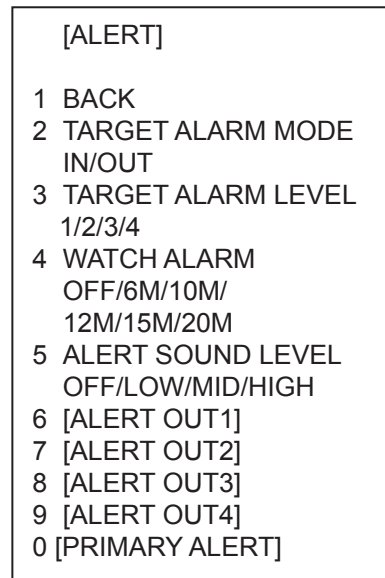 [ALERT]
1 BACK
2 TARGET ALARM MODE
IN/OUT
3 TARGET ALARM LEVEL
1/2/3/4
4 WATCH ALARM
OFF/6M/10M/
12M/15M/20M
5 ALERT SOUND LEVEL
OFF/LOW/MID/HIGH
6 [ALERT OUT1]
7 [ALERT OUT2]
8 [ALERT OUT3]
9 [ALERT OUT4]
0 [PRIMARY ALERT]